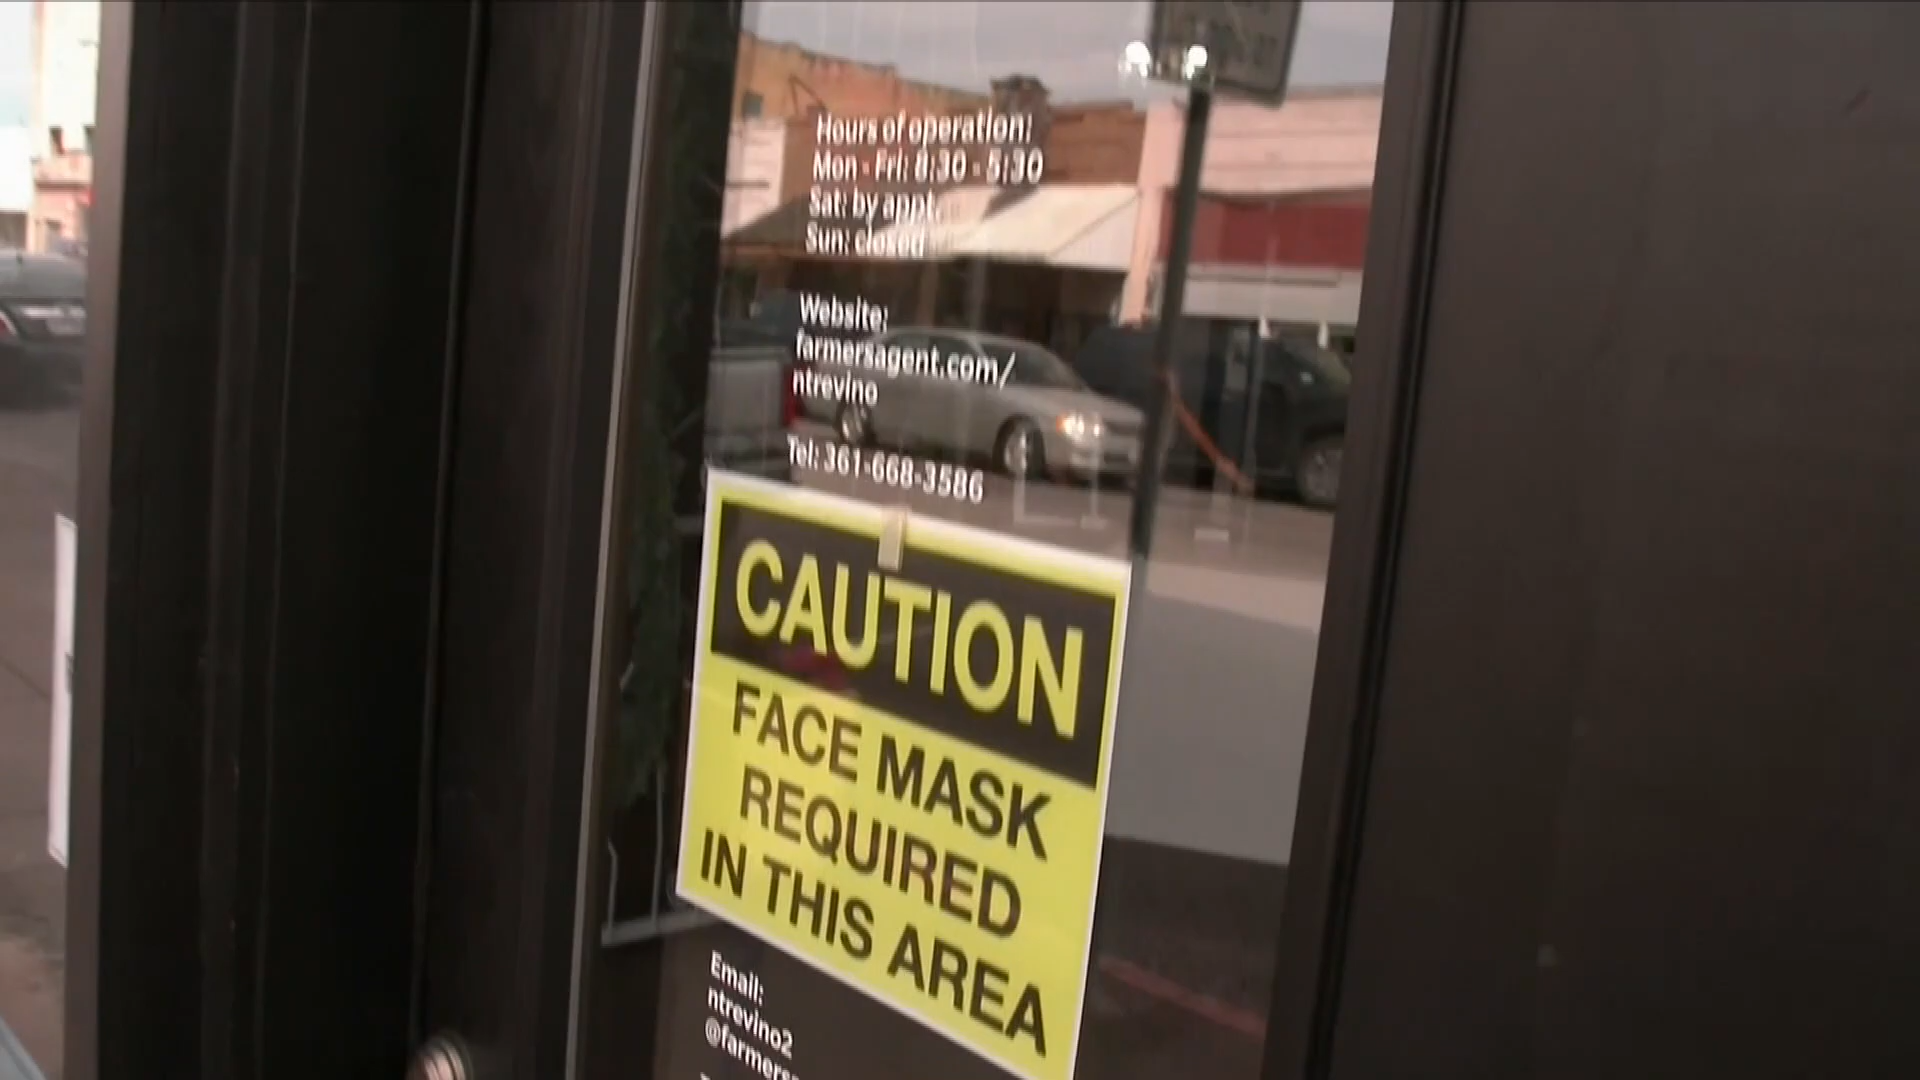 Hours of operation:
Mon - Fri: 8:30 - 5:30
Sat: by appt.
Sun: closed
Website:
farmersagent.com/
ntrevino
Tel: 361-668-3586
CAUTION
FACE MASK
REQUIRED
IN THIS AREA
Email:
ntrevino2